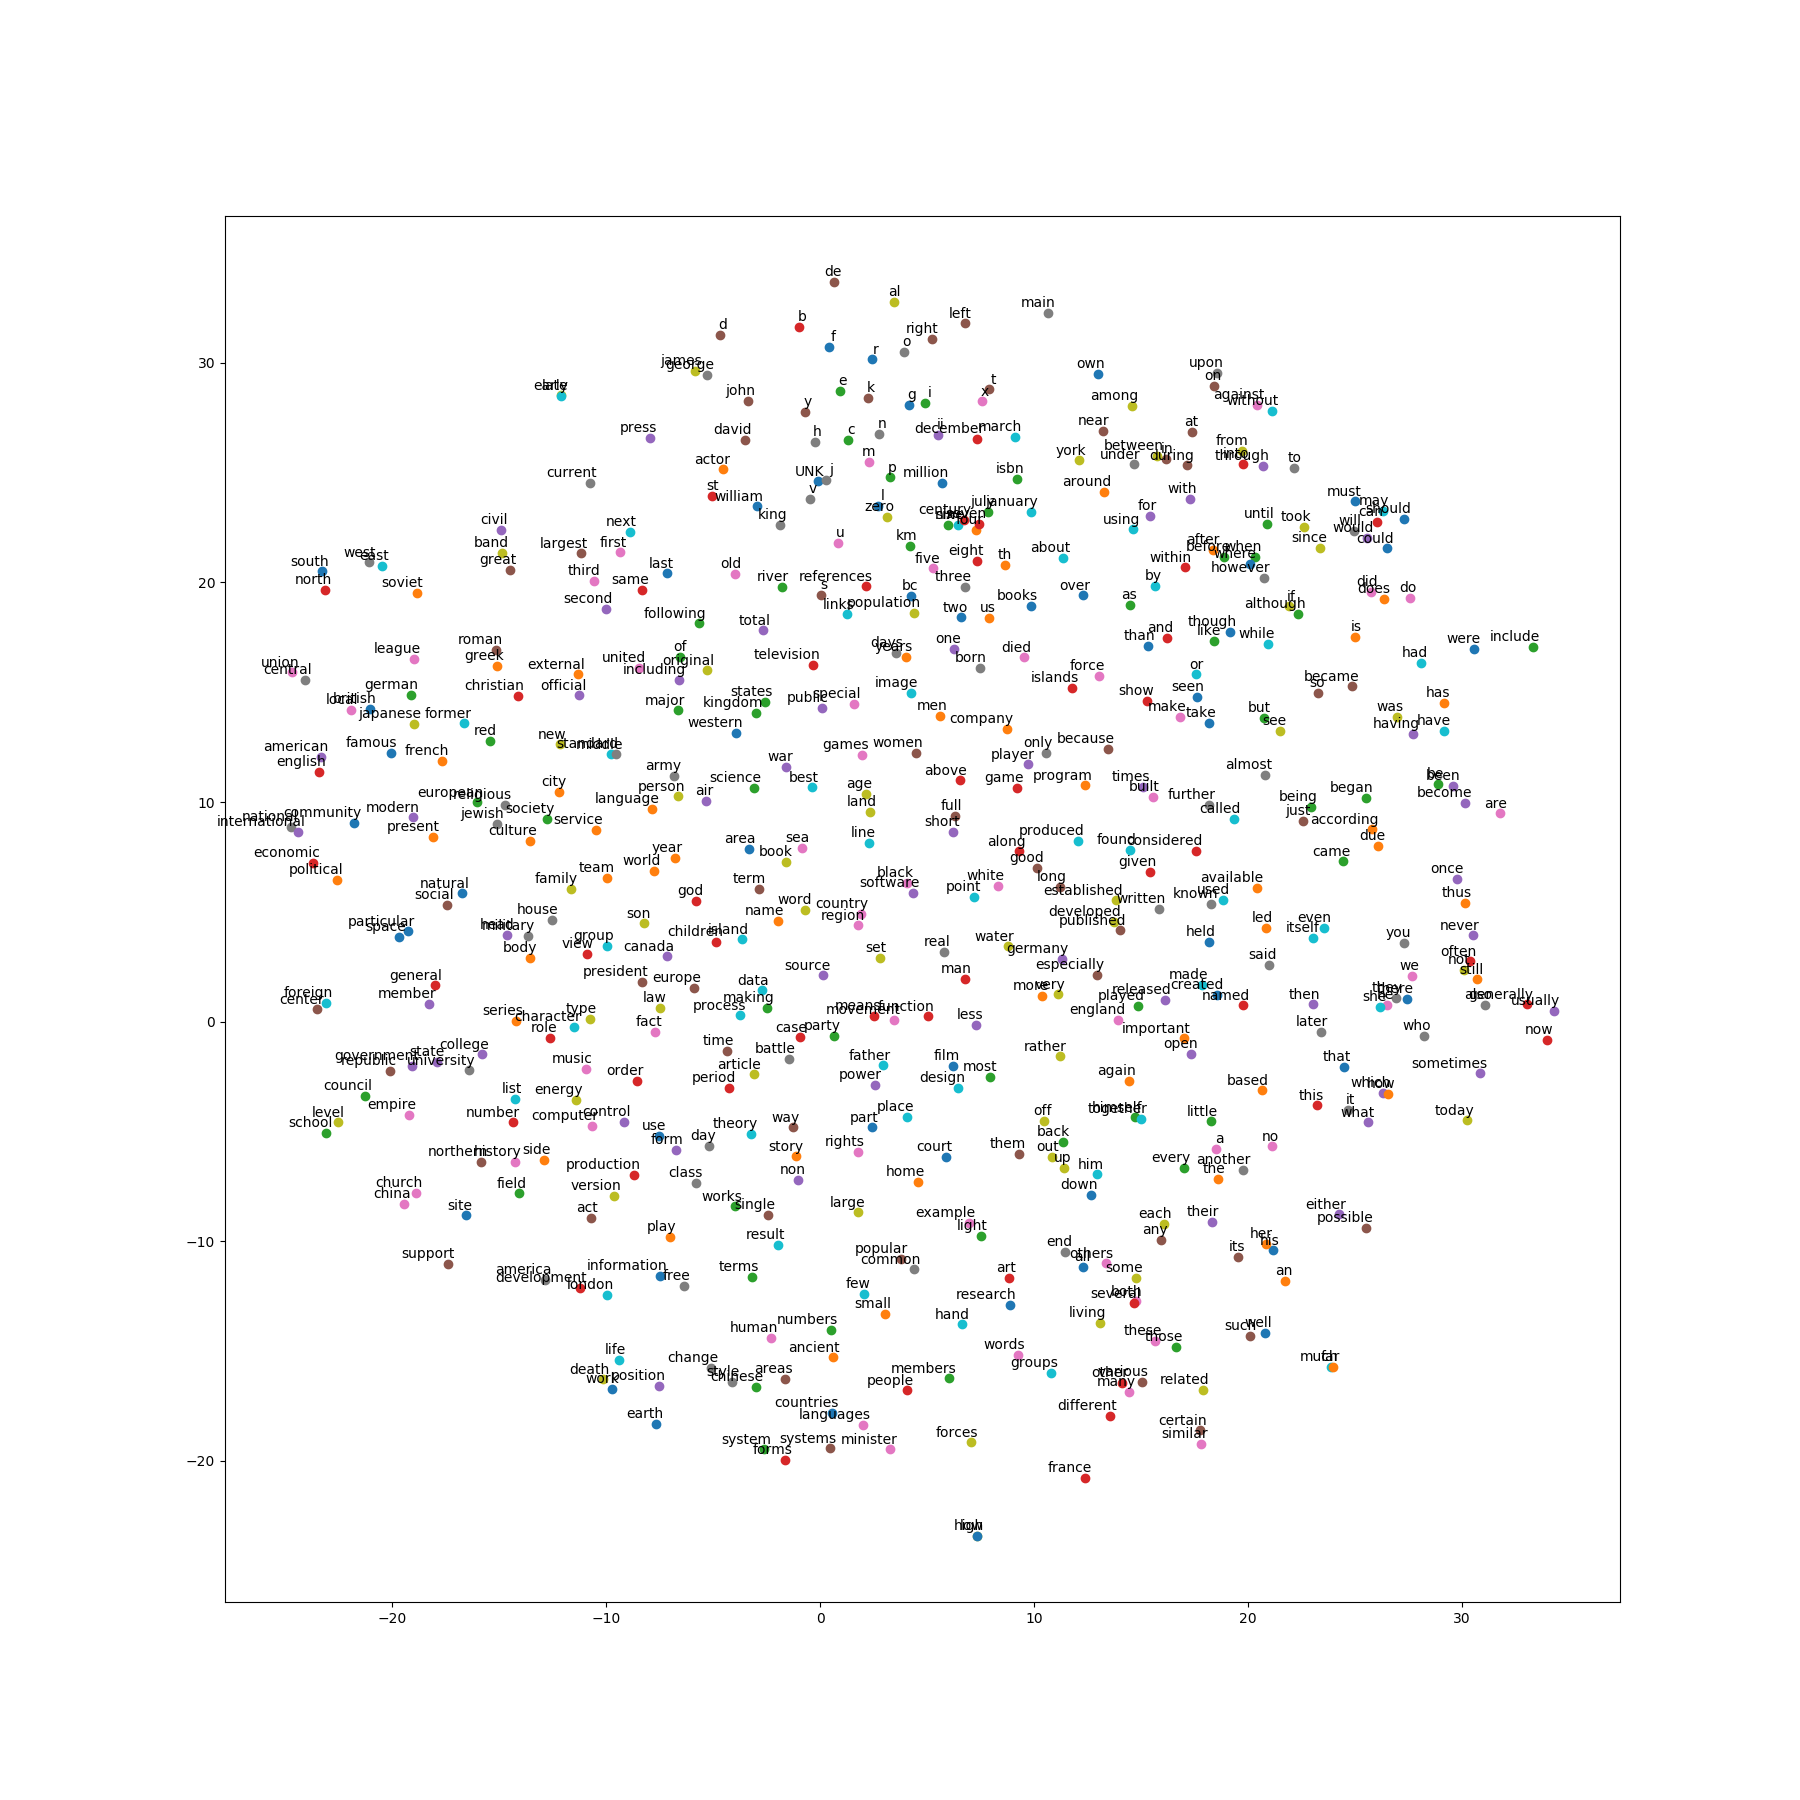 de
al
main
left
b
d
right
f
o
r
30
james
george
own
upon
on
early
late
e
k
g
i
t
x
john
among
against
without
y
press
david
h
c
n
ii
december
march
near
at
actor
m
york
between
in
from
into
under
during
through
to
current
UNK
j
p
million
isbn
st
william
v
l
zero
around
with
must
may
should
king
century
july
january
for
can
civil
next
u
using
until
took
will
would
could
band
largest
first
km
since
after
before
when
where
west
east
south
great
last
old
five
eight
th
about
within
however
20
north
soviet
third
same
river
references
three
by
did
does
do
second
s
links
bc
population
books
over
as
if
although
following
total
two
us
than
and
though
like
while
is
were
include
league
roman
greek
united
of
original
television
days
years
one
born
died
had
union
central
external
including
force
or
german
christian
official
states
public
special
image
islands
show
seen
so
became
has
local
british
major
kingdom
men
make
take
but
was
japanese
former
western
company
see
having
have
red
new
standard
middle
american
famous
french
war
games
women
player
only
because
english
army
almost
city
person
science
best
above
game
program
times
built
began
be
been
become
are
european
religious
language
air
age
land
further
being
10
national
international
community
modern
jewish
society
service
full
called
just
according
present
culture
short
due
area
sea
line
produced
found
considered
economic
year
book
along
came
political
team
world
good
given
natural
family
term
black
white
long
available
once
social
god
software
point
established
known
used
thus
house
son
word
country
written
particular
space
head
military
name
region
developed
published
led
even
itself
never
group
children
island
water
held
you
body
view
canada
set
real
germany
said
often
not
general
president
europe
source
man
especially
we
still
foreign
center
member
data
more
very
made
created
they
there
she
also
generally
usually
law
making
played
released
named
then
0
series
type
process
means
function
movement
england
character
role
fact
less
important
later
who
now
case
party
government
state
college
republic
university
time
battle
rather
open
that
music
father
film
most
sometimes
council
order
article
power
design
again
based
which
how
list
energy
period
level
empire
place
this
it
number
computer
control
off
himself
together
little
what
today
school
use
theory
way
part
form
day
back
a
no
northern
history
side
story
rights
court
them
out
production
non
up
him
every
another
the
church
china
field
version
class
home
down
site
works
single
act
large
example
each
their
either
possible
play
light
any
−10
result
end
others
all
her
his
its
support
popular
common
america
development
information
free
terms
art
some
an
london
few
research
both
several
small
human
numbers
hand
living
such
well
life
ancient
words
these
those
much
far
death
work
position
change
style
chinese
areas
members
people
groups
other
various
many
related
earth
countries
languages
different
certain
similar
system
forms
systems
minister
forces
−20
france
high
low
−20
−10
0
10
20
30